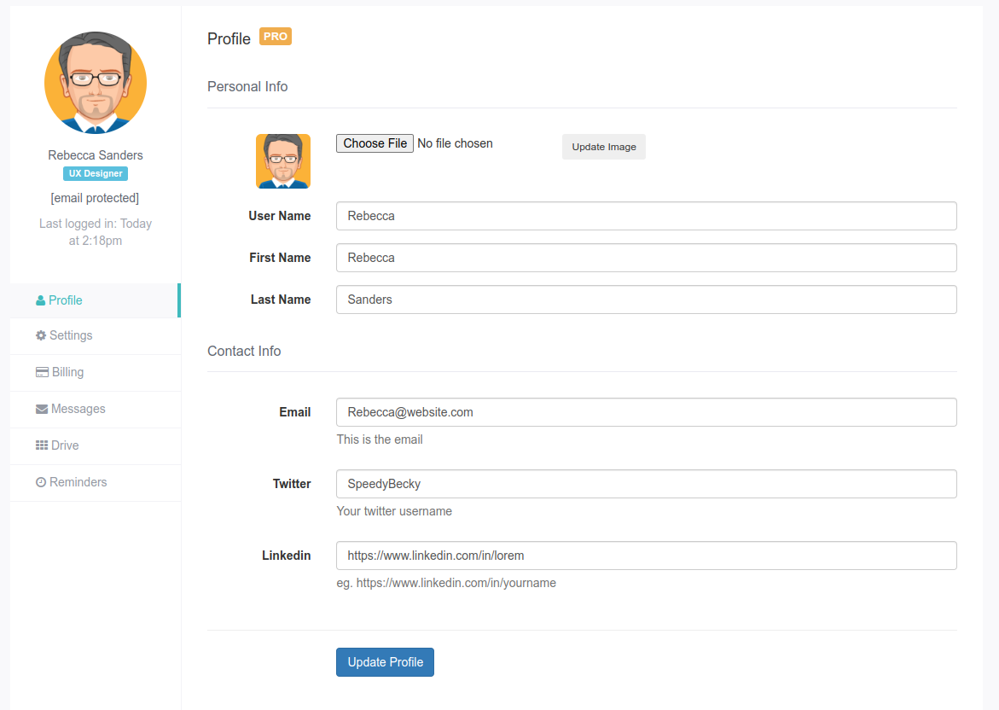 Rebecca Sanders
UX Designer
[email protected]
Last logged in: Today
at 2:18pm
Profile
Settings
Billing
Messages
Drive
Reminders
Profile PRO
Personal Info
Choose File No file chosen
Update Image
User Name Rebecca
First Name Rebecca
Last Name Sanders
Contact Info
Email Rebecca@website.com
This is the email
Twitter SpeedyBecky
Your twitter username
Linkedin https://www.linkedin.com/in/lorem
eg. https://www.linkedin.com/in/yourname
Update Profile